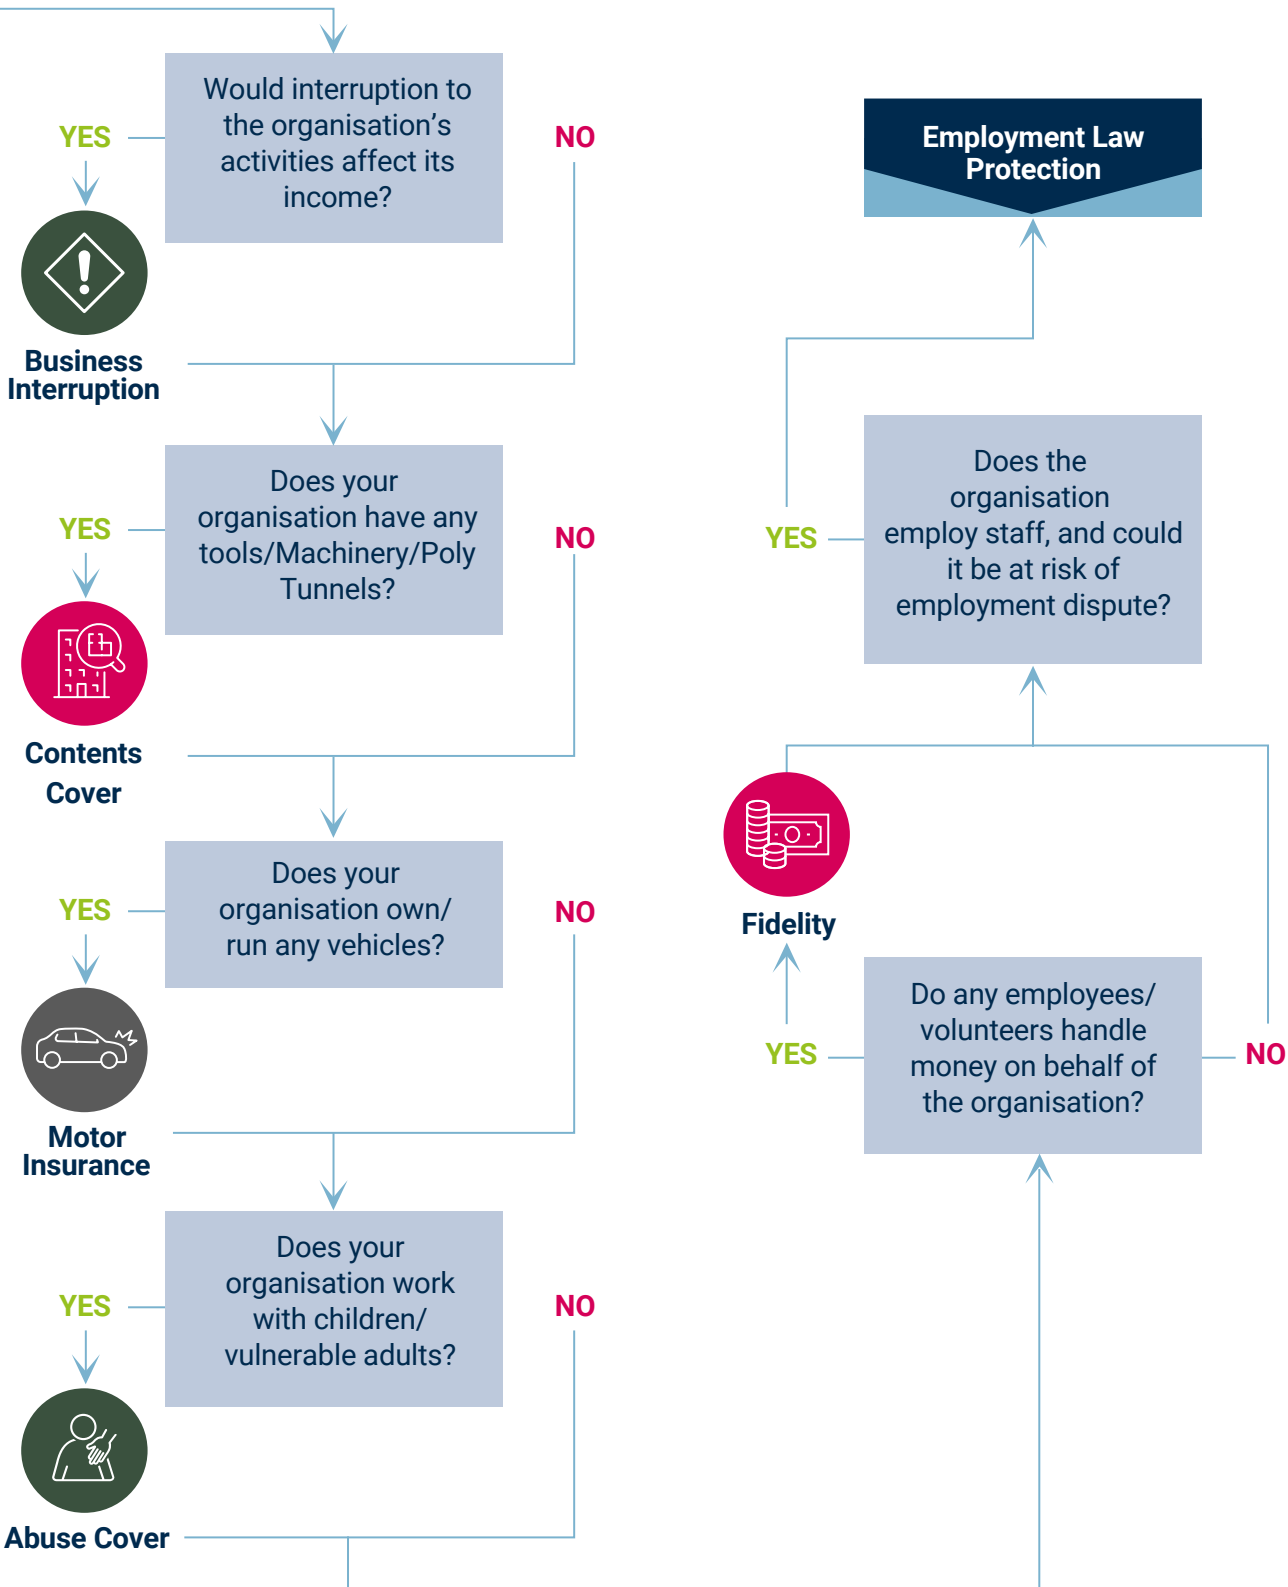 Would interruption to
the organisation's
activities affect its
income?
YES
NO
Business
Interruption
Does your
organisation have any
tools/Machinery/Poly
Tunnels?
YES
NO
Contents
Cover
Does your
organisation own/
run any vehicles?
YES
NO
Motor
Insurance
Does your
organisation work
with children/
vulnerable adults?
YES
NO
Abuse Cover
Do any employees/
volunteers handle
money on behalf of
the organisation?
YES
NO
Fidelity
Does the
organisation
employ staff, and could
it be at risk of
employment dispute?
YES
Employment Law
Protection